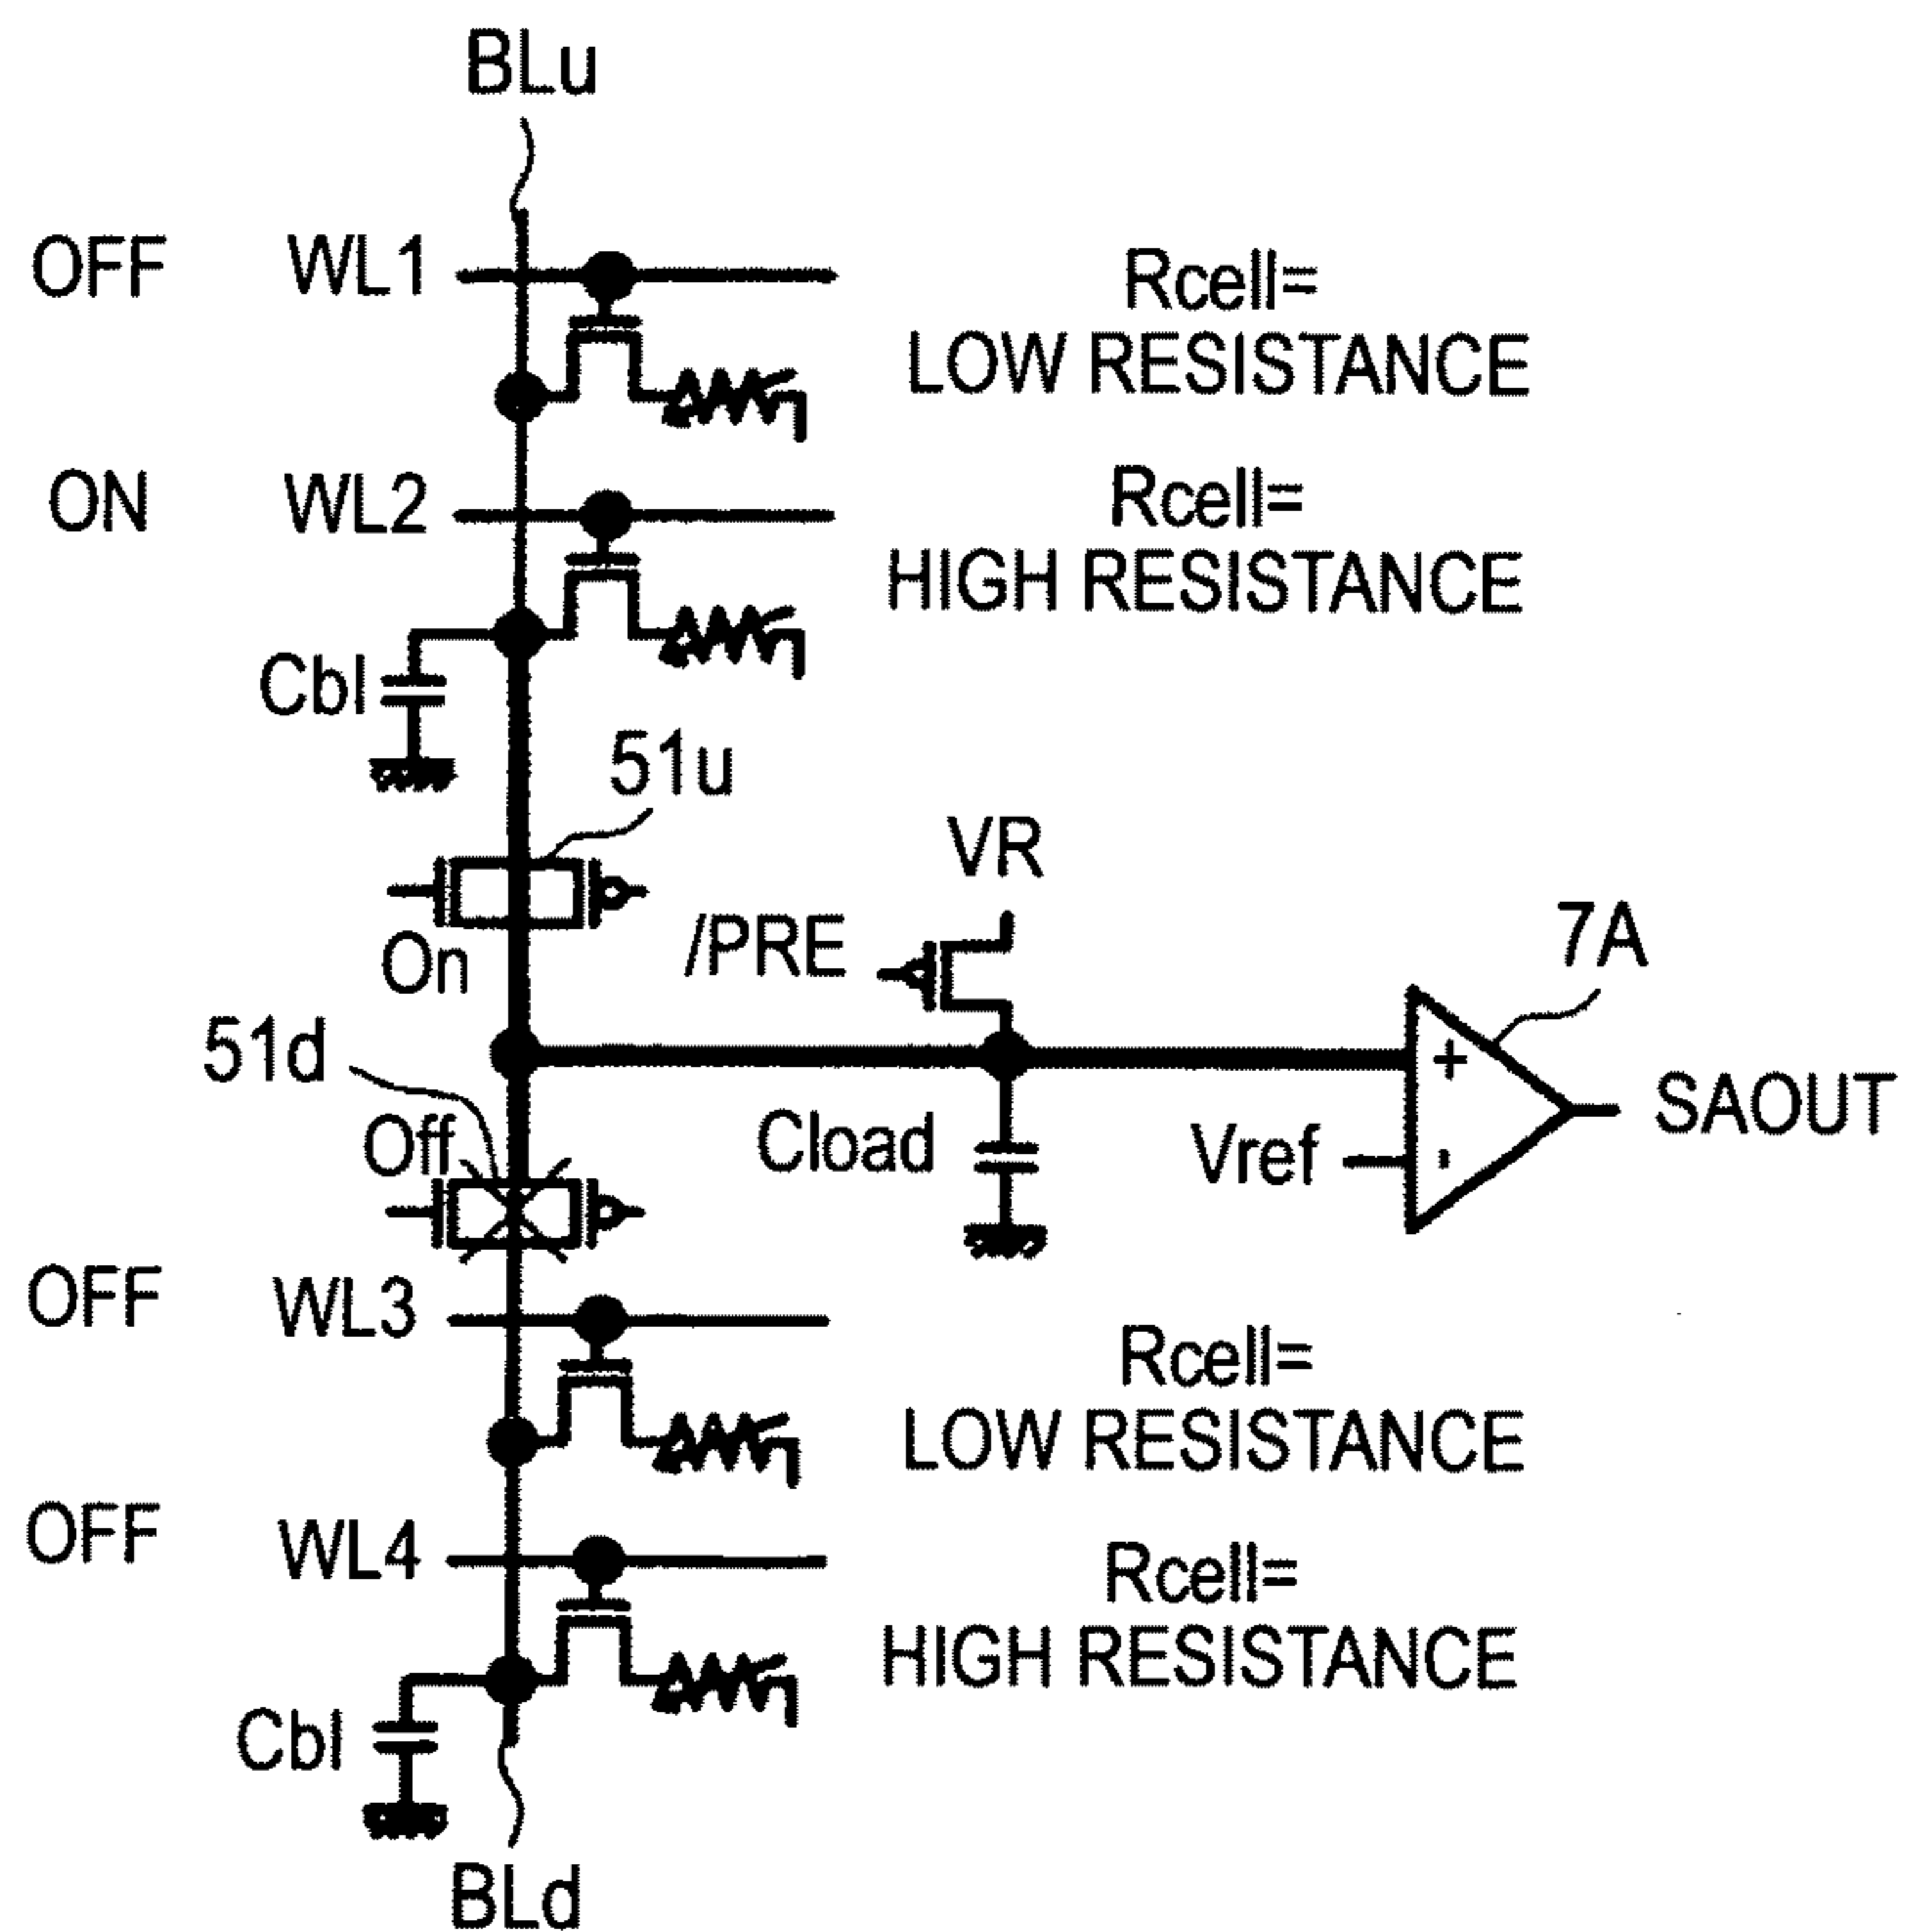 BLu
OFF WL1
Rcell=
LOW RESISTANCE
ON WL2
Rcell=
HIGH RESISTANCE
Cbl
51u
VR
/PRE
7A
On
51d
+
SAOUT
Off
Cload
Vref
-
OFF WL3
Rcell=
LOW RESISTANCE
OFF WL4
Rcell=
HIGH RESISTANCE
Cbl
BLd